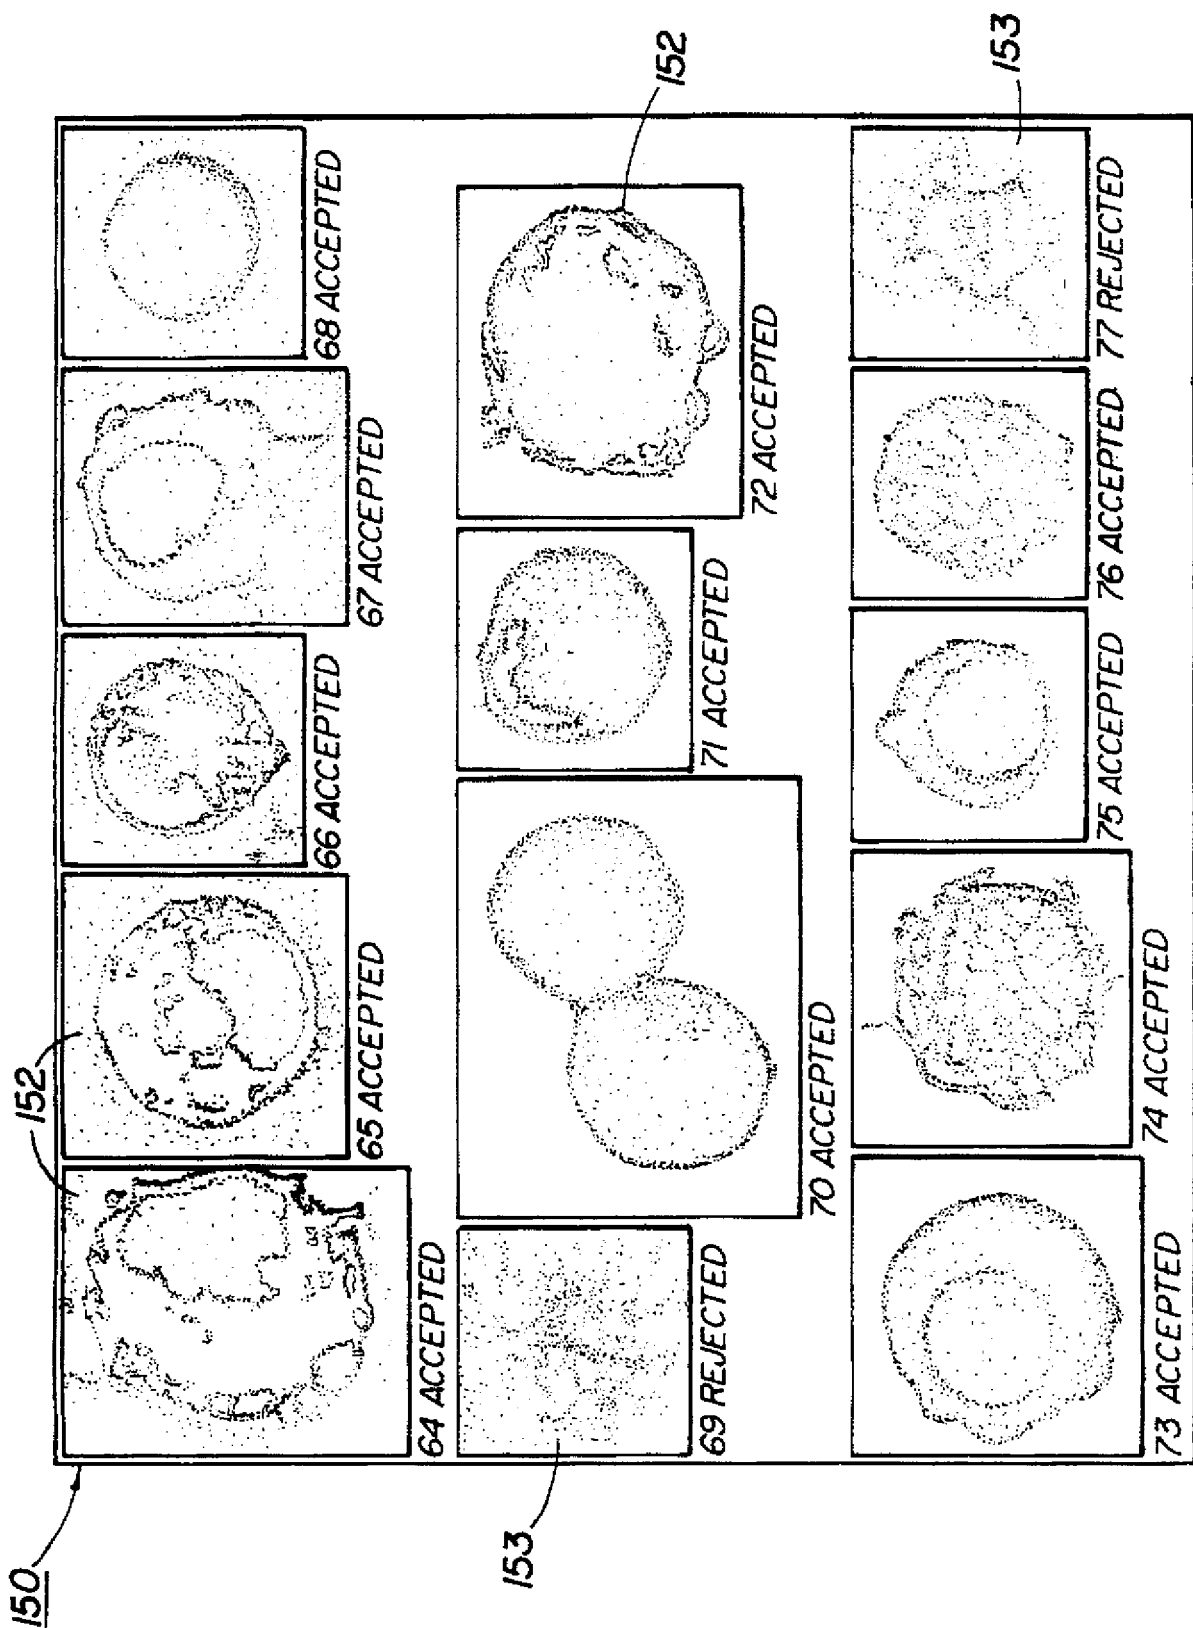 150
152
64 ACCEPTED
65 ACCEPTED
66 ACCEPTED
67 ACCEPTED
68 ACCEPTED
153
69 REJECTED
70 ACCEPTED
71 ACCEPTED
72 ACCEPTED
152
73 ACCEPTED
74 ACCEPTED
75 ACCEPTED
76 ACCEPTED
77 REJECTED
153